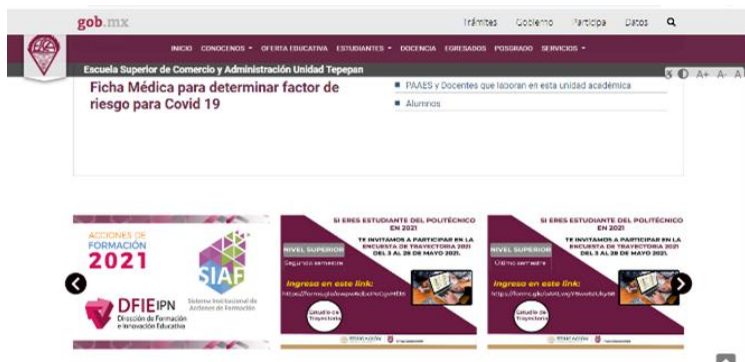 gob.mx
Trámites Gobierno Participa Datos
INICIO CONOCENOS OFERTA EDUCATIVA ESTUDIANTES DOCENCIA EGRESADOS POSGRADO SERVICIOS
Escuela Superior de Comercio y Administración Unidad Tepepan
A+ A- A
Ficha Médica para determinar factor de
riesgo para Covid 19
PAAES y Docentes que laboran en esta unidad académica
Alumnos
ACCIONES DE
FORMACIÓN
2021
SIAF
DFIE IPN
Dirección de Formación
e Innovación Educativa
Sistema Institucional de
Acciones de Formación
SI ERES ESTUDIANTE DEL POLITÉCNICO
EN 2021
TE INVITAMOS A PARTICIPAR EN LA
ENCUESTA DE TRAYECTORIA 2021
DEL 3 AL 28 DE MAYO 2021.
NIVEL SUPERIOR
Segundo semestre
Ingresa en este link:
Estudio de
Trayectoria
EDUCACIÓN
SI ERES ESTUDIANTE DEL POLITÉCNICO
EN 2021
TE INVITAMOS A PARTICIPAR EN LA
ENCUESTA DE TRAYECTORIA 2021
DEL 3 AL 28 DE MAYO 2021.
NIVEL SUPERIOR
Último semestre
Ingresa en este link:
Estudio de
Trayectoria
EDUCACIÓN